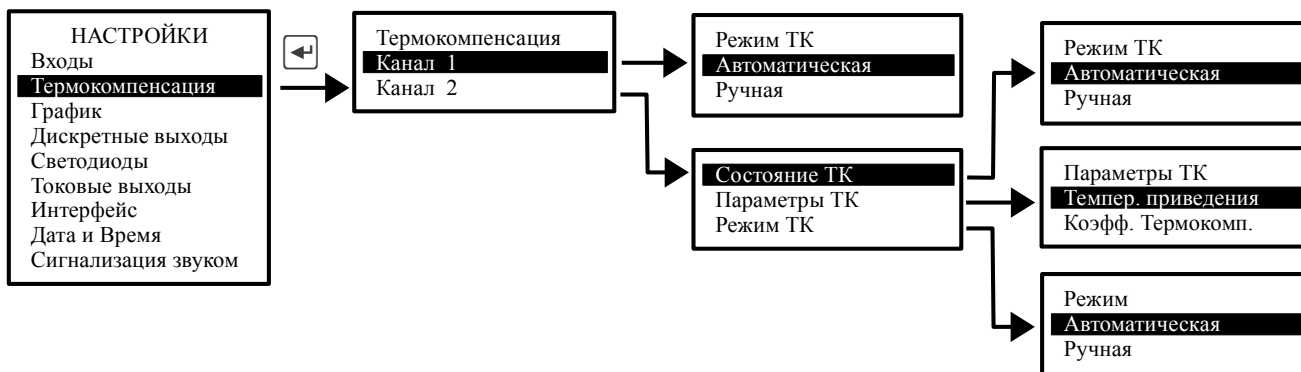 НАСТРОЙКИ
Входы
Термокомпенсация
График
Дискретные выходы
Светодиоды
Токовые выходы
Интерфейс
Дата и Время
Сигнализация звуком
Термокомпенсация
Канал 1
Канал 2
Режим ТК
Автоматическая
Ручная
Состояние ТК
Параметры ТК
Режим ТК
Режим ТК
Автоматическая
Ручная
Параметры ТК
Темпер. приведения
Коэфф. Термокомп.
Режим
Автоматическая
Ручная